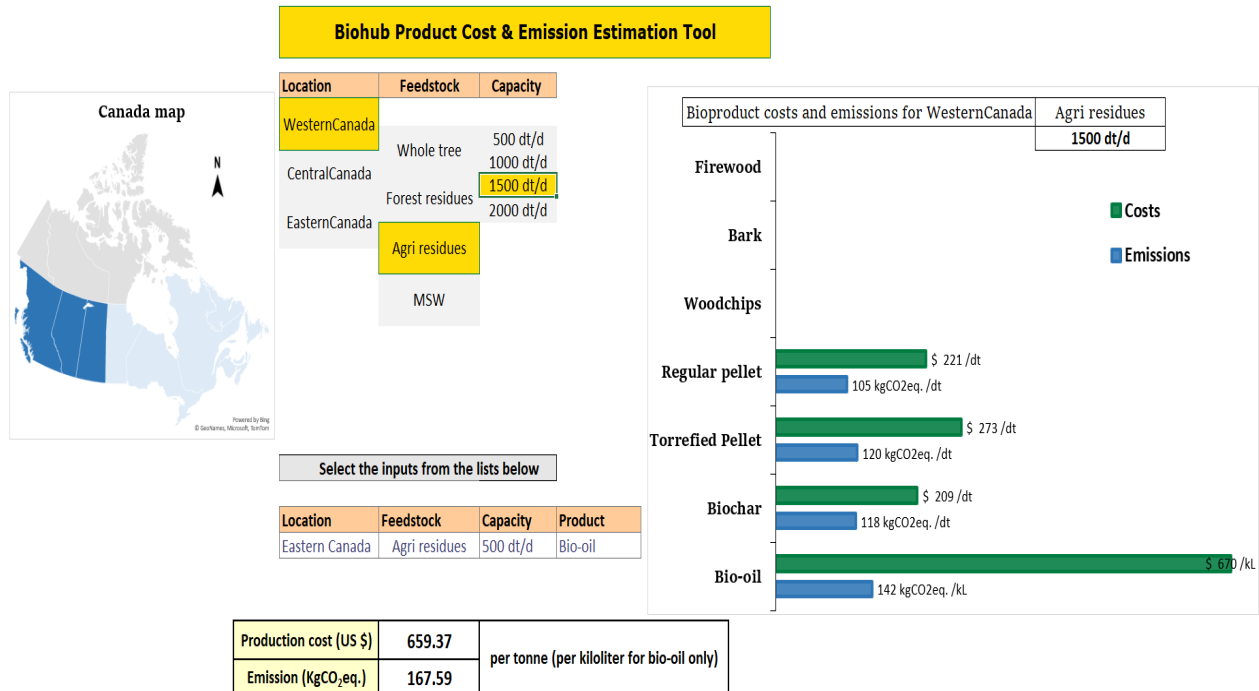 Biohub Product Cost & Emission Estimation Tool
Location Feedstock Capacity
WesternCanada
CentralCanada
EasternCanada
Whole tree
Forest residues
Agri residues
MSW
500 dt/d
1000 dt/d
1500 dt/d
2000 dt/d
Canada map
N
Powered by Bing
© GeoNames, Microsoft, TomTom
Select the inputs from the lists below
Location Feedstock Capacity Product
Eastern Canada Agri residues 500 dt/d Bio-oil
Production cost (US $) 659.37
Emission (KgCO₂eq.) 167.59
per tonne (per kiloliter for bio-oil only)
Bioproduct costs and emissions for WesternCanada Agri residues
1500 dt/d
Costs
Emissions
Firewood
Bark
Woodchips
Regular pellet
$ 221 /dt
105 kgCO2eq. /dt
Torrefied Pellet
$ 273 /dt
120 kgCO2eq. /dt
Biochar
$ 209 /dt
118 kgCO2eq. /dt
Bio-oil
$ 670 /kL
142 kgCO2eq. /kL